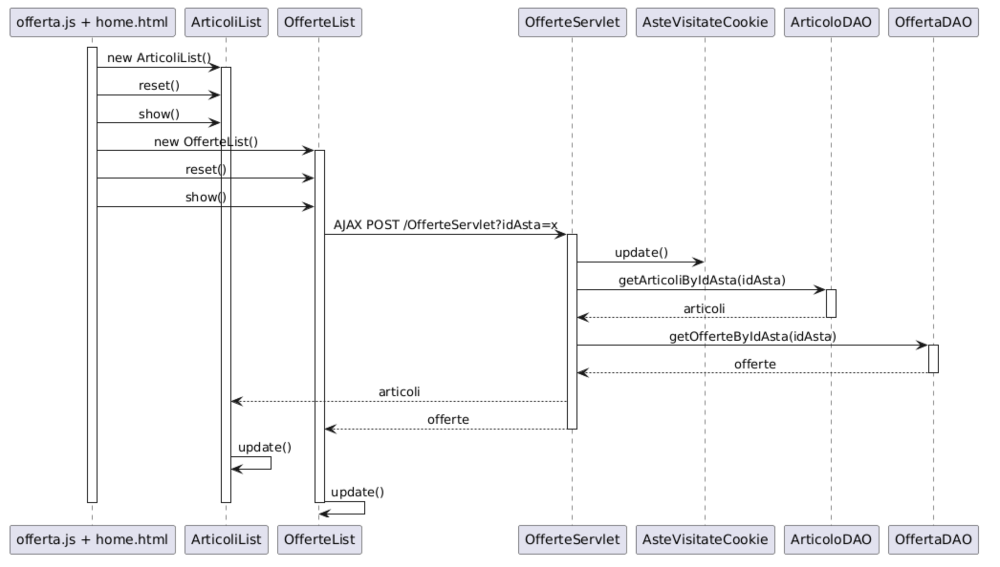 offerta.js + home.html
ArticoliList
OfferteList
OfferteServlet
AsteVisitateCookie
ArticoloDAO
OffertaDAO
new ArticoliList()
reset()
show()
new OfferteList()
reset()
show()
AJAX POST /OfferteServlet?idAsta=x
update()
getArticoliByIdAsta(idAsta)
articoli
getOfferteByIdAsta(idAsta)
offerte
articoli
offerte
update()
update()
offerta.js + home.html
ArticoliList
OfferteList
OfferteServlet
AsteVisitateCookie
ArticoloDAO
OffertaDAO